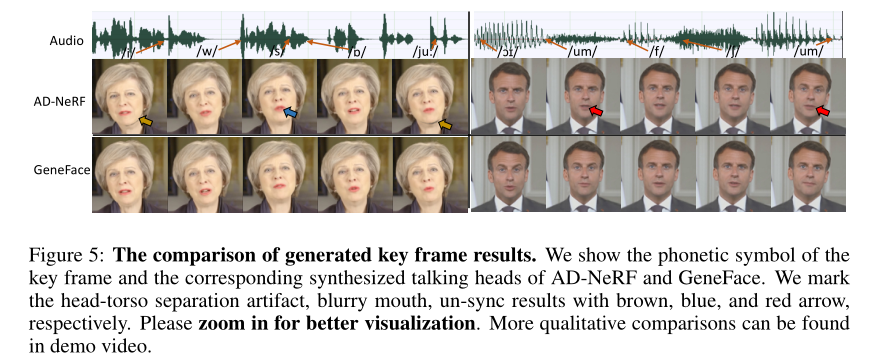 Audio
/i/ /w/ /s/ /ɒ/ /ju:/ /ɔɪ/ /um/ /f/ /ʃ/ /um/
AD-NeRF
GeneFace
Figure 5: The comparison of generated key frame results. We show the phonetic symbol of the
key frame and the corresponding synthesized talking heads of AD-NeRF and GeneFace. We mark
the head-torso separation artifact, blurry mouth, un-sync results with brown, blue, and red arrow,
respectively. Please zoom in for better visualization. More qualitative comparisons can be found
in demo video.